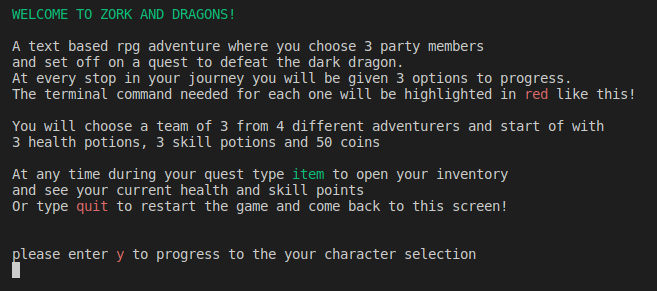 WELCOME TO ZORK AND DRAGONS!
A text based rpg adventure where you choose 3 party members
and set off on a quest to defeat the dark dragon.
At every stop in your journey you will be given 3 options to progress.
The terminal command needed for each one will be highlighted in red like this!
You will choose a team of 3 from 4 different adventurers and start of with
3 health potions, 3 skill potions and 50 coins
At any time during your quest type item to open your inventory
and see your current health and skill points
Or type quit to restart the game and come back to this screen!
please enter y to progress to the your character selection